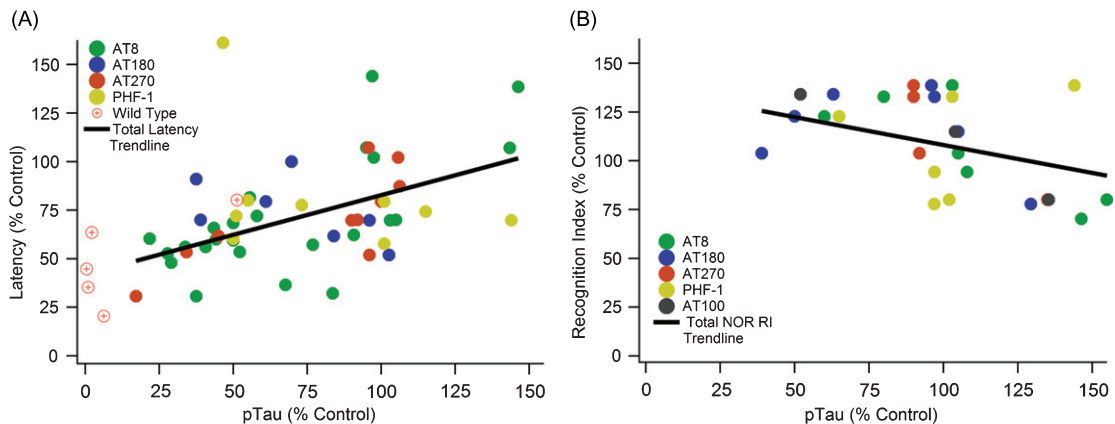 (A)
Latency (% Control)
150
125
100
75
50
25
0
AT8
AT180
AT270
PHF-1
Wild Type
Total Latency
Trendline
0
25
50
75
100
125
150
pTau (% Control)
(B)
Recognition Index (% Control)
150
125
100
75
50
25
0
AT8
AT180
AT270
PHF-1
AT100
Total NOR RI
Trendline
0
25
50
75
100
125
150
pTau (% Control)